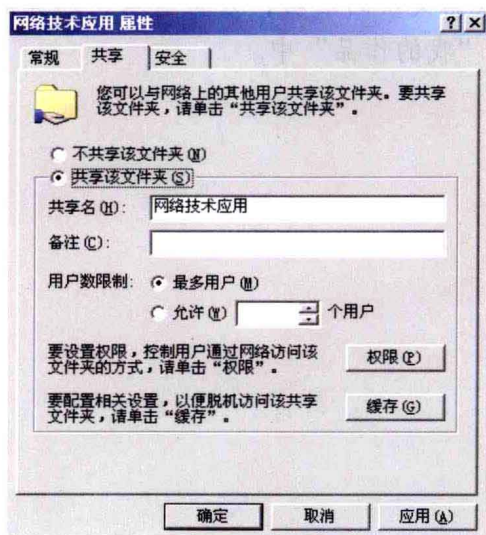 网络技术应用 属性
常规 共享 安全
您可以与网络上的其他用户共享该文件夹。要共享
该文件夹，请单击“共享该文件夹”。
不共享该文件夹(N)
共享该文件夹(S)
共享名(H): 网络技术应用
备注(C):
用户数限制: 最多用户(M)
允许(W) 个用户
要设置权限，控制用户通过网络访问该
文件夹的方式，请单击“权限”。
权限(P)
要配置相关设置，以便脱机访问该共享
文件夹，请单击“缓存”。
缓存(G)
确定 取消 应用(A)